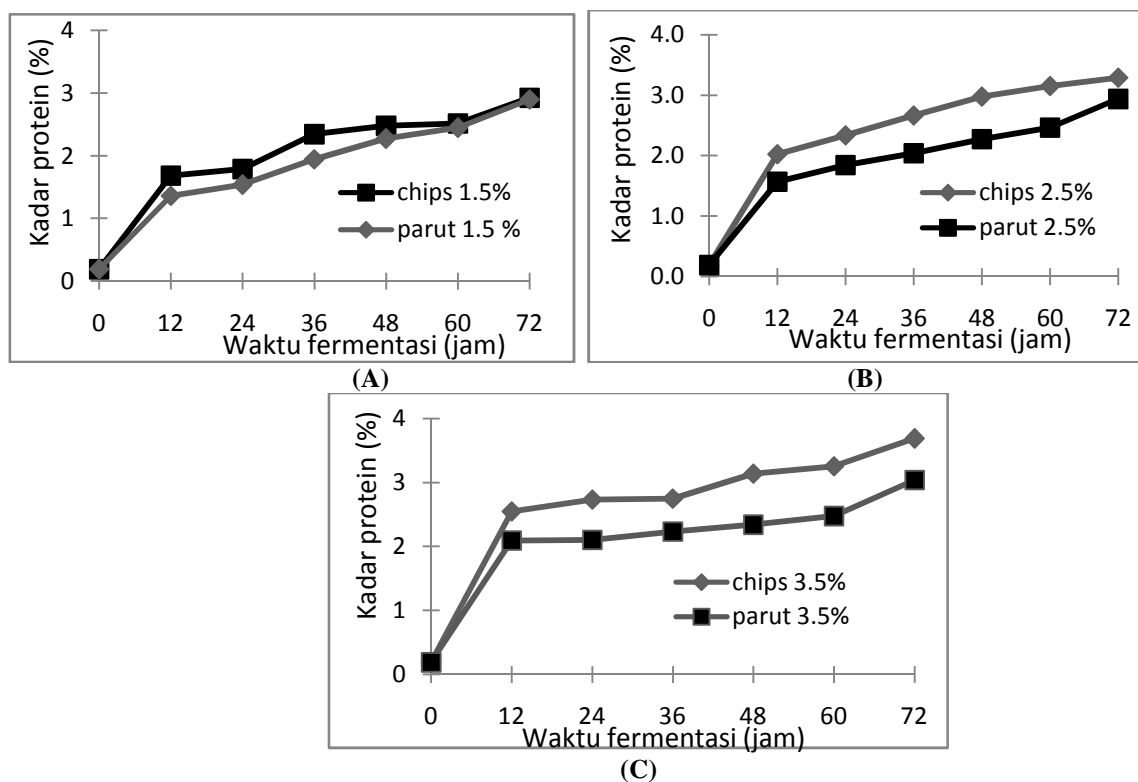 Kadar protein (%)
4
3
2
1
0
chips 1.5%
parut 1.5 %
0 12 24 36 48 60 72
Waktu fermentasi (jam)
(A)
Kadar protein (%)
4.0
3.0
2.0
1.0
0.0
chips 2.5%
parut 2.5%
0 12 24 36 48 60 72
Waktu fermentasi (jam)
(B)
Kadar protein (%)
4
3
2
1
0
chips 3.5%
parut 3.5%
0 12 24 36 48 60 72
Waktu fermentasi (jam)
(C)